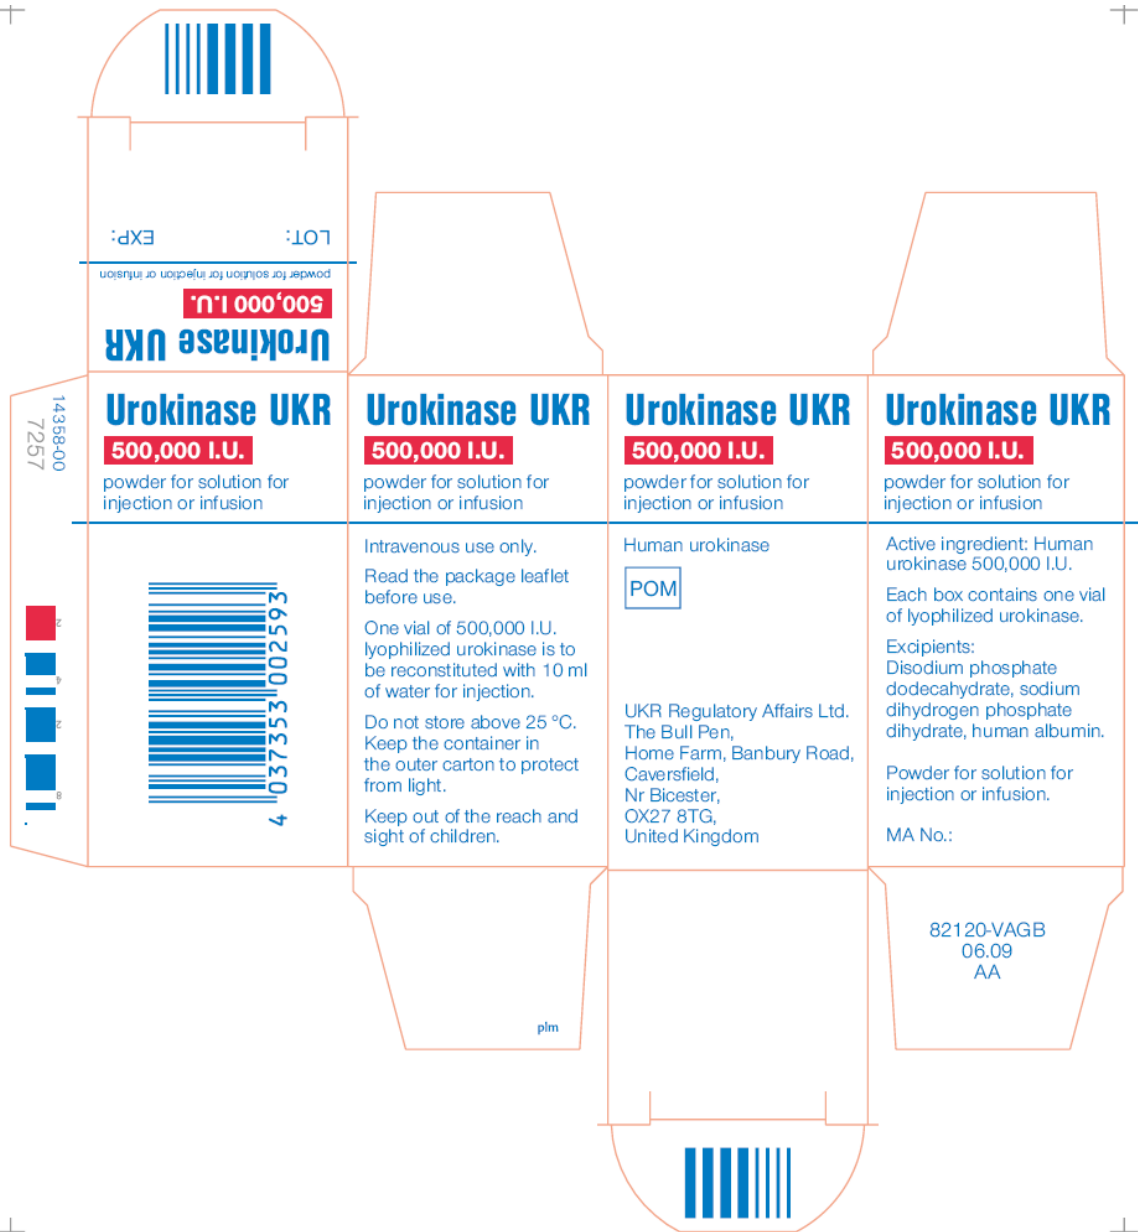 LOT:
EXP:
powder for solution for injection or infusion
500,000 I.U.
Urokinase UKR
14358-00
7257
2
4
2
8
Urokinase UKR
500,000 I.U.
powder for solution for
injection or infusion
4 037353 002593
Urokinase UKR
500,000 I.U.
powder for solution for
injection or infusion
Intravenous use only.
Read the package leaflet
before use.
One vial of 500,000 I.U.
lyophilized urokinase is to
be reconstituted with 10 ml
of water for injection.
Do not store above 25 ºC.
Keep the container in
the outer carton to protect
from light.
Keep out of the reach and
sight of children.
plm
Urokinase UKR
500,000 I.U.
powder for solution for
injection or infusion
Human urokinase
POM
UKR Regulatory Affairs Ltd.
The Bull Pen,
Home Farm, Banbury Road,
Caversfield,
Nr Bicester,
OX27 8TG,
United Kingdom
Urokinase UKR
500,000 I.U.
powder for solution for
injection or infusion
Active ingredient: Human
urokinase 500,000 I.U.
Each box contains one vial
of lyophilized urokinase.
Excipients:
Disodium phosphate
dodecahydrate, sodium
dihydrogen phosphate
dihydrate, human albumin.
Powder for solution for
injection or infusion.
MA No.:
82120-VAGB
06.09
AA